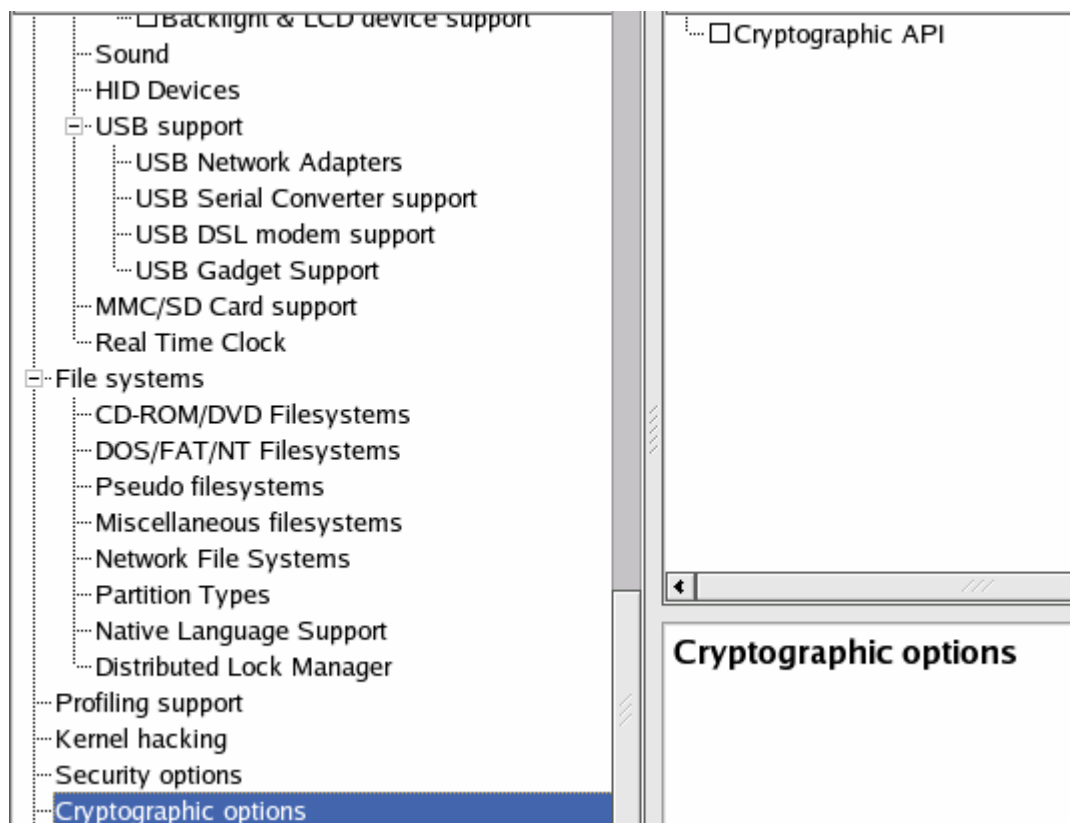 Backlight & LCD device support
Sound
HID Devices
USB support
USB Network Adapters
USB Serial Converter support
USB DSL modem support
USB Gadget Support
MMC/SD Card support
Real Time Clock
File systems
CD-ROM/DVD Filesystems
DOS/FAT/NT Filesystems
Pseudo filesystems
Miscellaneous filesystems
Network File Systems
Partition Types
Native Language Support
Distributed Lock Manager
Profiling support
Kernel hacking
Security options
Cryptographic options
Cryptographic API
Cryptographic options